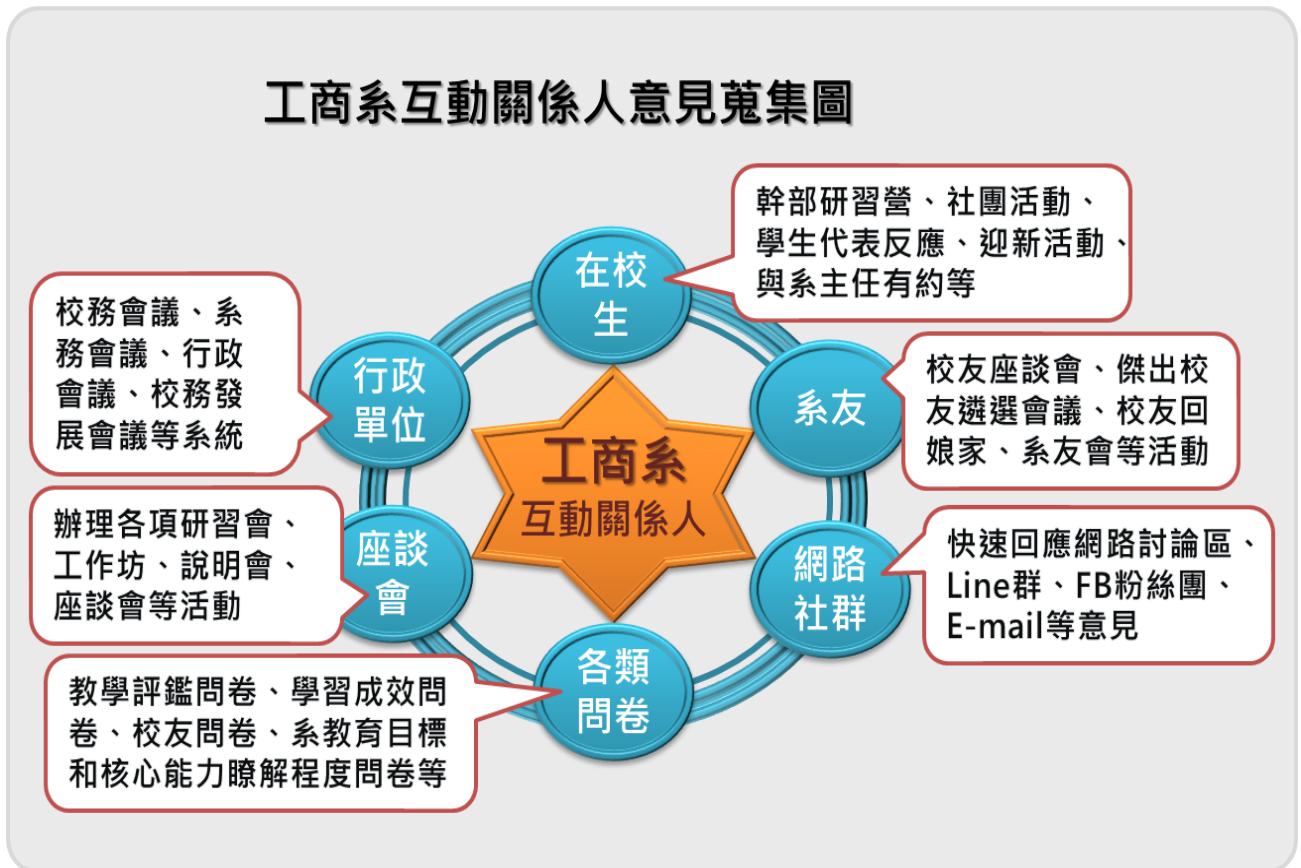 工商系互動關係人意見蒐集圖
在校
生
幹部研習營、社團活動、
學生代表反應、迎新活動、
與系主任有約等
系友
校友座談會、傑出校
友遴選會議、校友回
娘家、系友會等活動
網路
社群
快速回應網路討論區、
Line群、FB粉絲團、
E-mail等意見
各類
問卷
教學評鑑問卷、學習成效問
卷、校友問卷、系教育目標
和核心能力瞭解程度問卷等
座談
會
辦理各項研習會、
工作坊、說明會、
座談會等活動
行政
單位
校務會議、系
務會議、行政
會議、校務發
展會議等系統
工商系
互動關係人